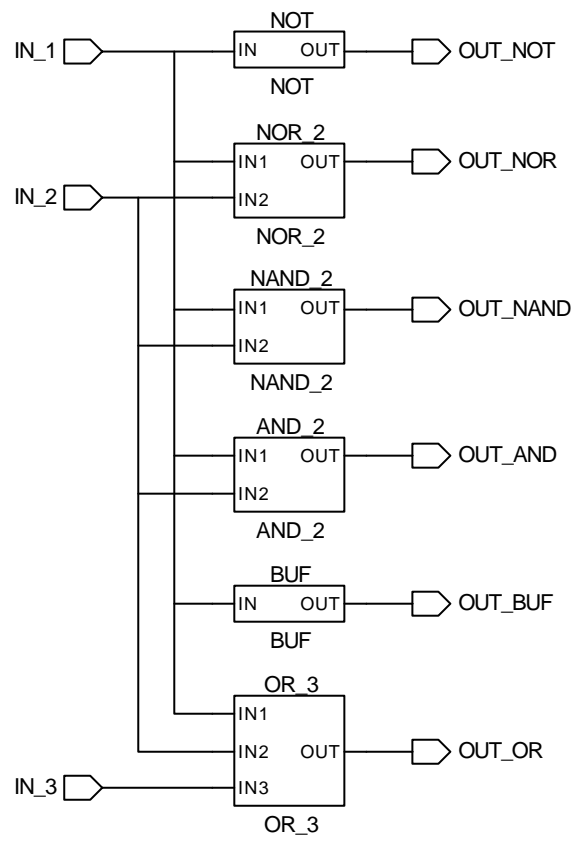 NOT
IN_1 IN OUT OUT_NOT
NOT
NOR_2
IN1 OUT OUT_NOR
IN_2 IN2
NOR_2
NAND_2
IN1 OUT OUT_NAND
IN2
NAND_2
AND_2
IN1 OUT OUT_AND
IN2
AND_2
BUF
IN OUT OUT_BUF
BUF
OR_3
IN1
IN2 OUT OUT_OR
IN_3 IN3
OR_3